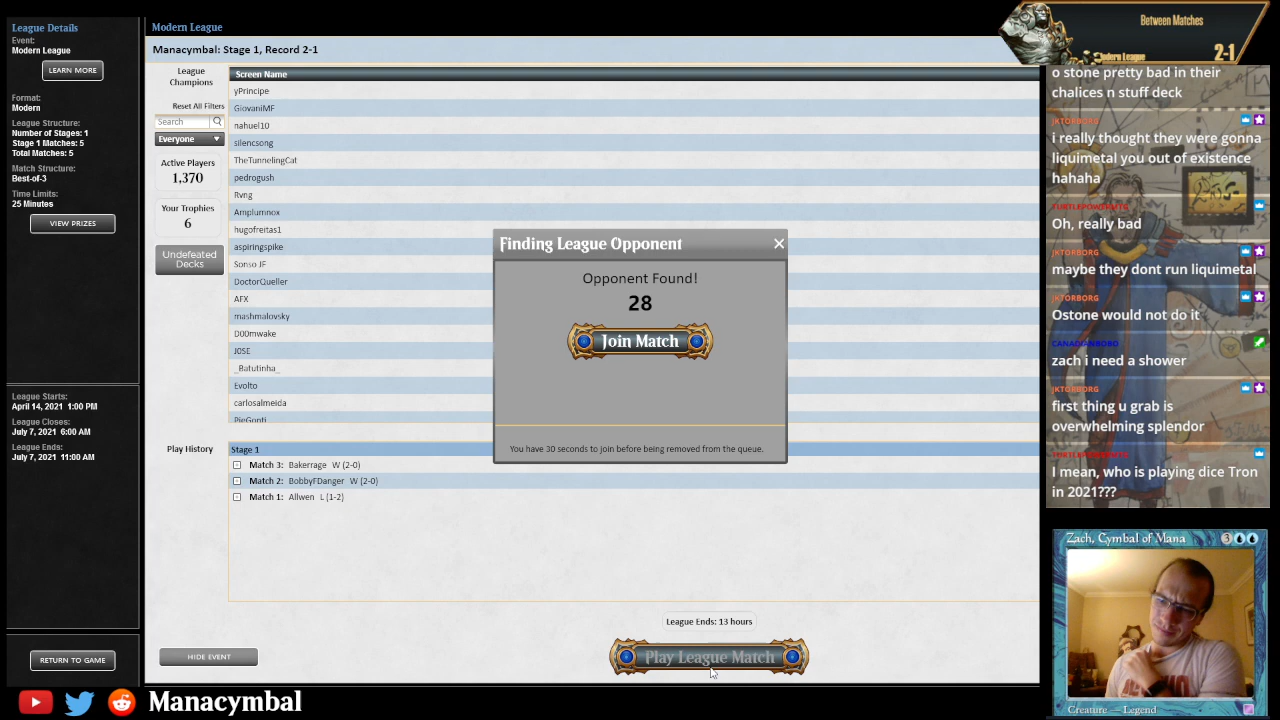 League Details
Event:
Modern League
LEARN MORE
Format:
Modern
League Structure:
Number of Stages: 1
Stage 1 Matches: 5
Total Matches: 5
Match Structure:
Best-of-3
Time Limits:
25 Minutes
VIEW PRIZES
League Starts:
April 14, 2021 1:00 PM
League Closes:
July 7, 2021 6:00 AM
League Ends:
July 7, 2021 11:00 AM
RETURN TO GAME
Modern League
Manacymbal: Stage 1, Record 2-1
League
Champions
Reset All Filters
Search
Everyone
Active Players
1,370
Your Trophies
6
Undefeated
Decks
Screen Name
yPrincipe
GiovaniMF
nahuel10
silencsong
TheTunnelingCat
pedrogush
Rvng
Amplumnox
hugofreitas1
aspiringspike
Sonso JF
DoctorQueller
AFX
mashmalovsky
D00mwake
J0SE
_Batutinha_
Evolto
carlosalmeida
PieGonti
Finding League Opponent
Opponent Found!
28
Join Match
You have 30 seconds to join before being removed from the queue.
Play History
Stage 1
Match 3: Bakerrage W (2-0)
Match 2: BobbyFDanger W (2-0)
Match 1: Allwen L (1-2)
League Ends: 13 hours
HIDE EVENT
Play League Match
Manacymbal
Between Matches
Modern League
2-1
o stone pretty bad in their
chalices n stuff deck
JKTORBORG
i really thought they were gonna
liquimetal you out of existence
hahaha
Oh, really bad
JKTORBORG
maybe they dont run liquimetal
JKTORBORG
Ostone would not do it
CANADIANBOBO
zach i need a shower
JKTORBORG
first thing u grab is
overwhelming splendor
I mean, who is playing dice Tron
in 2021???
Zach, Cymbal of Mana
3
Creature — Legend